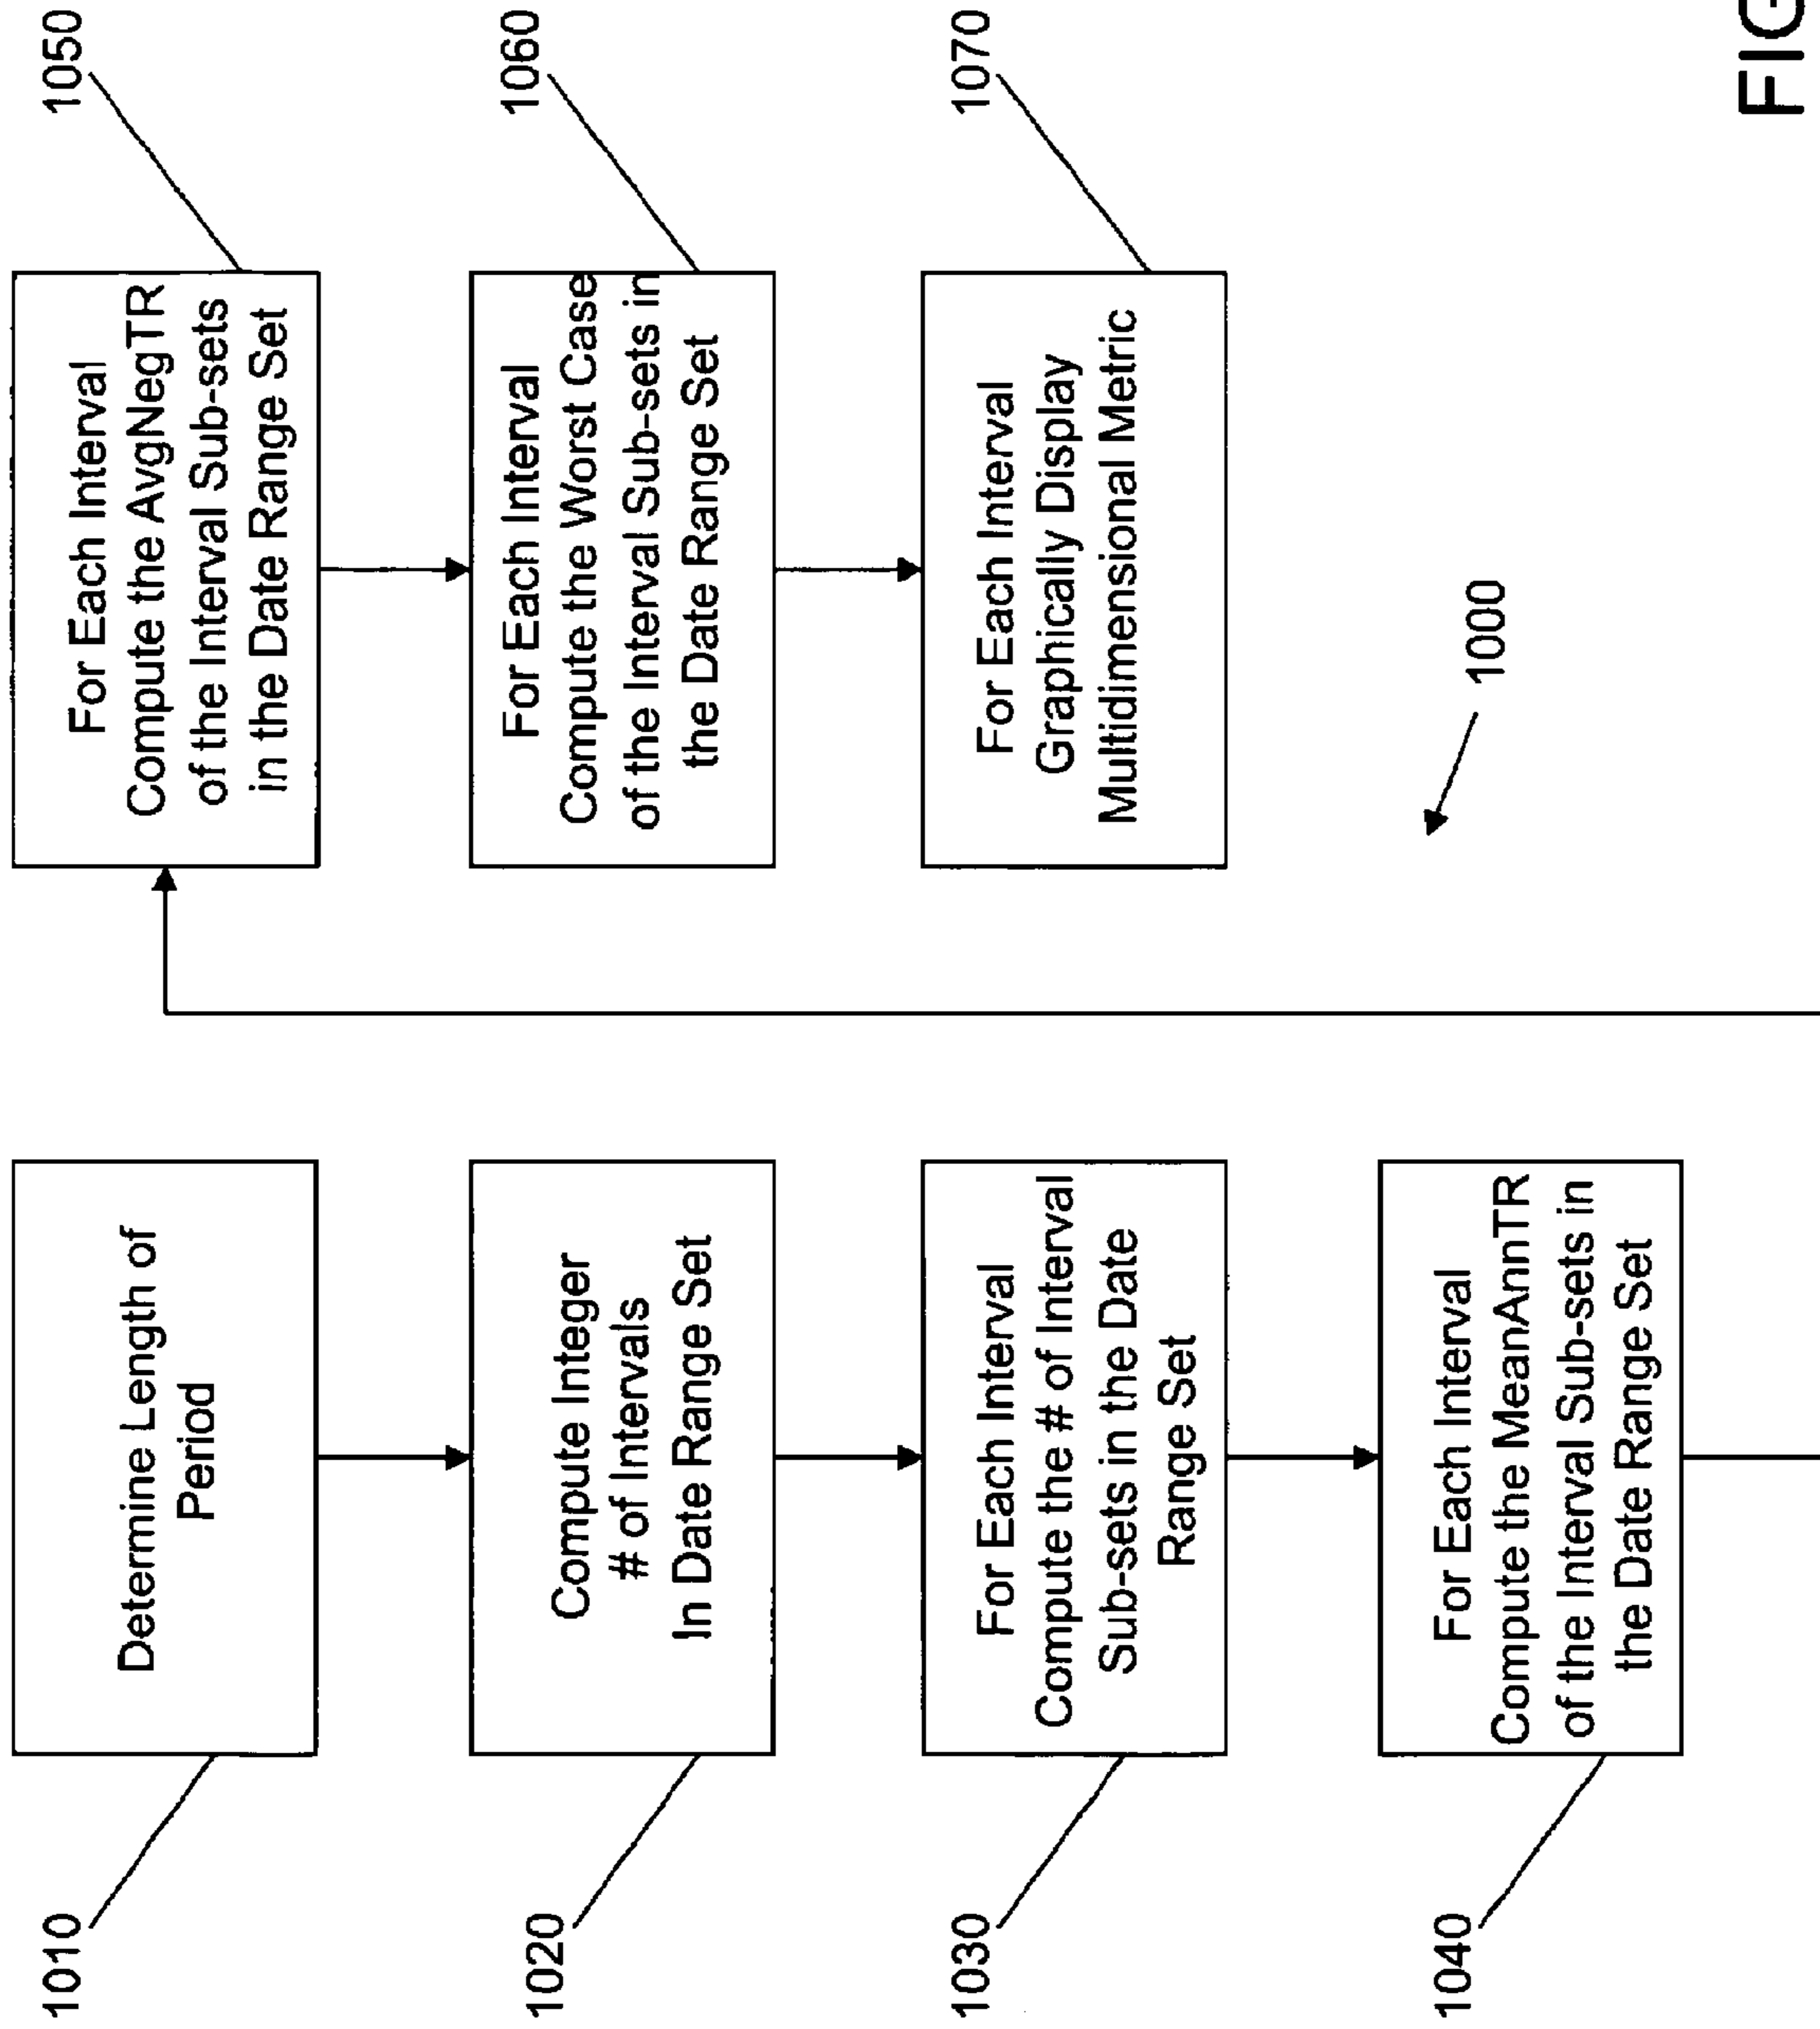 1010
Determine Length of
Period
1020
Compute Integer
# of Intervals
In Date Range Set
1030
For Each Interval
Compute the # of Interval
Sub-sets in the Date
Range Set
1040
For Each Interval
Compute the MeanAnnTR
of the Interval Sub-sets in
the Date Range Set
1050
For Each Interval
Compute the AvgNegTR
of the Interval Sub-sets
in the Date Range Set
1060
For Each Interval
Compute the Worst Case
of the Interval Sub-sets in
the Date Range Set
1070
For Each Interval
Graphically Display
Multidimensional Metric
1000
FIG